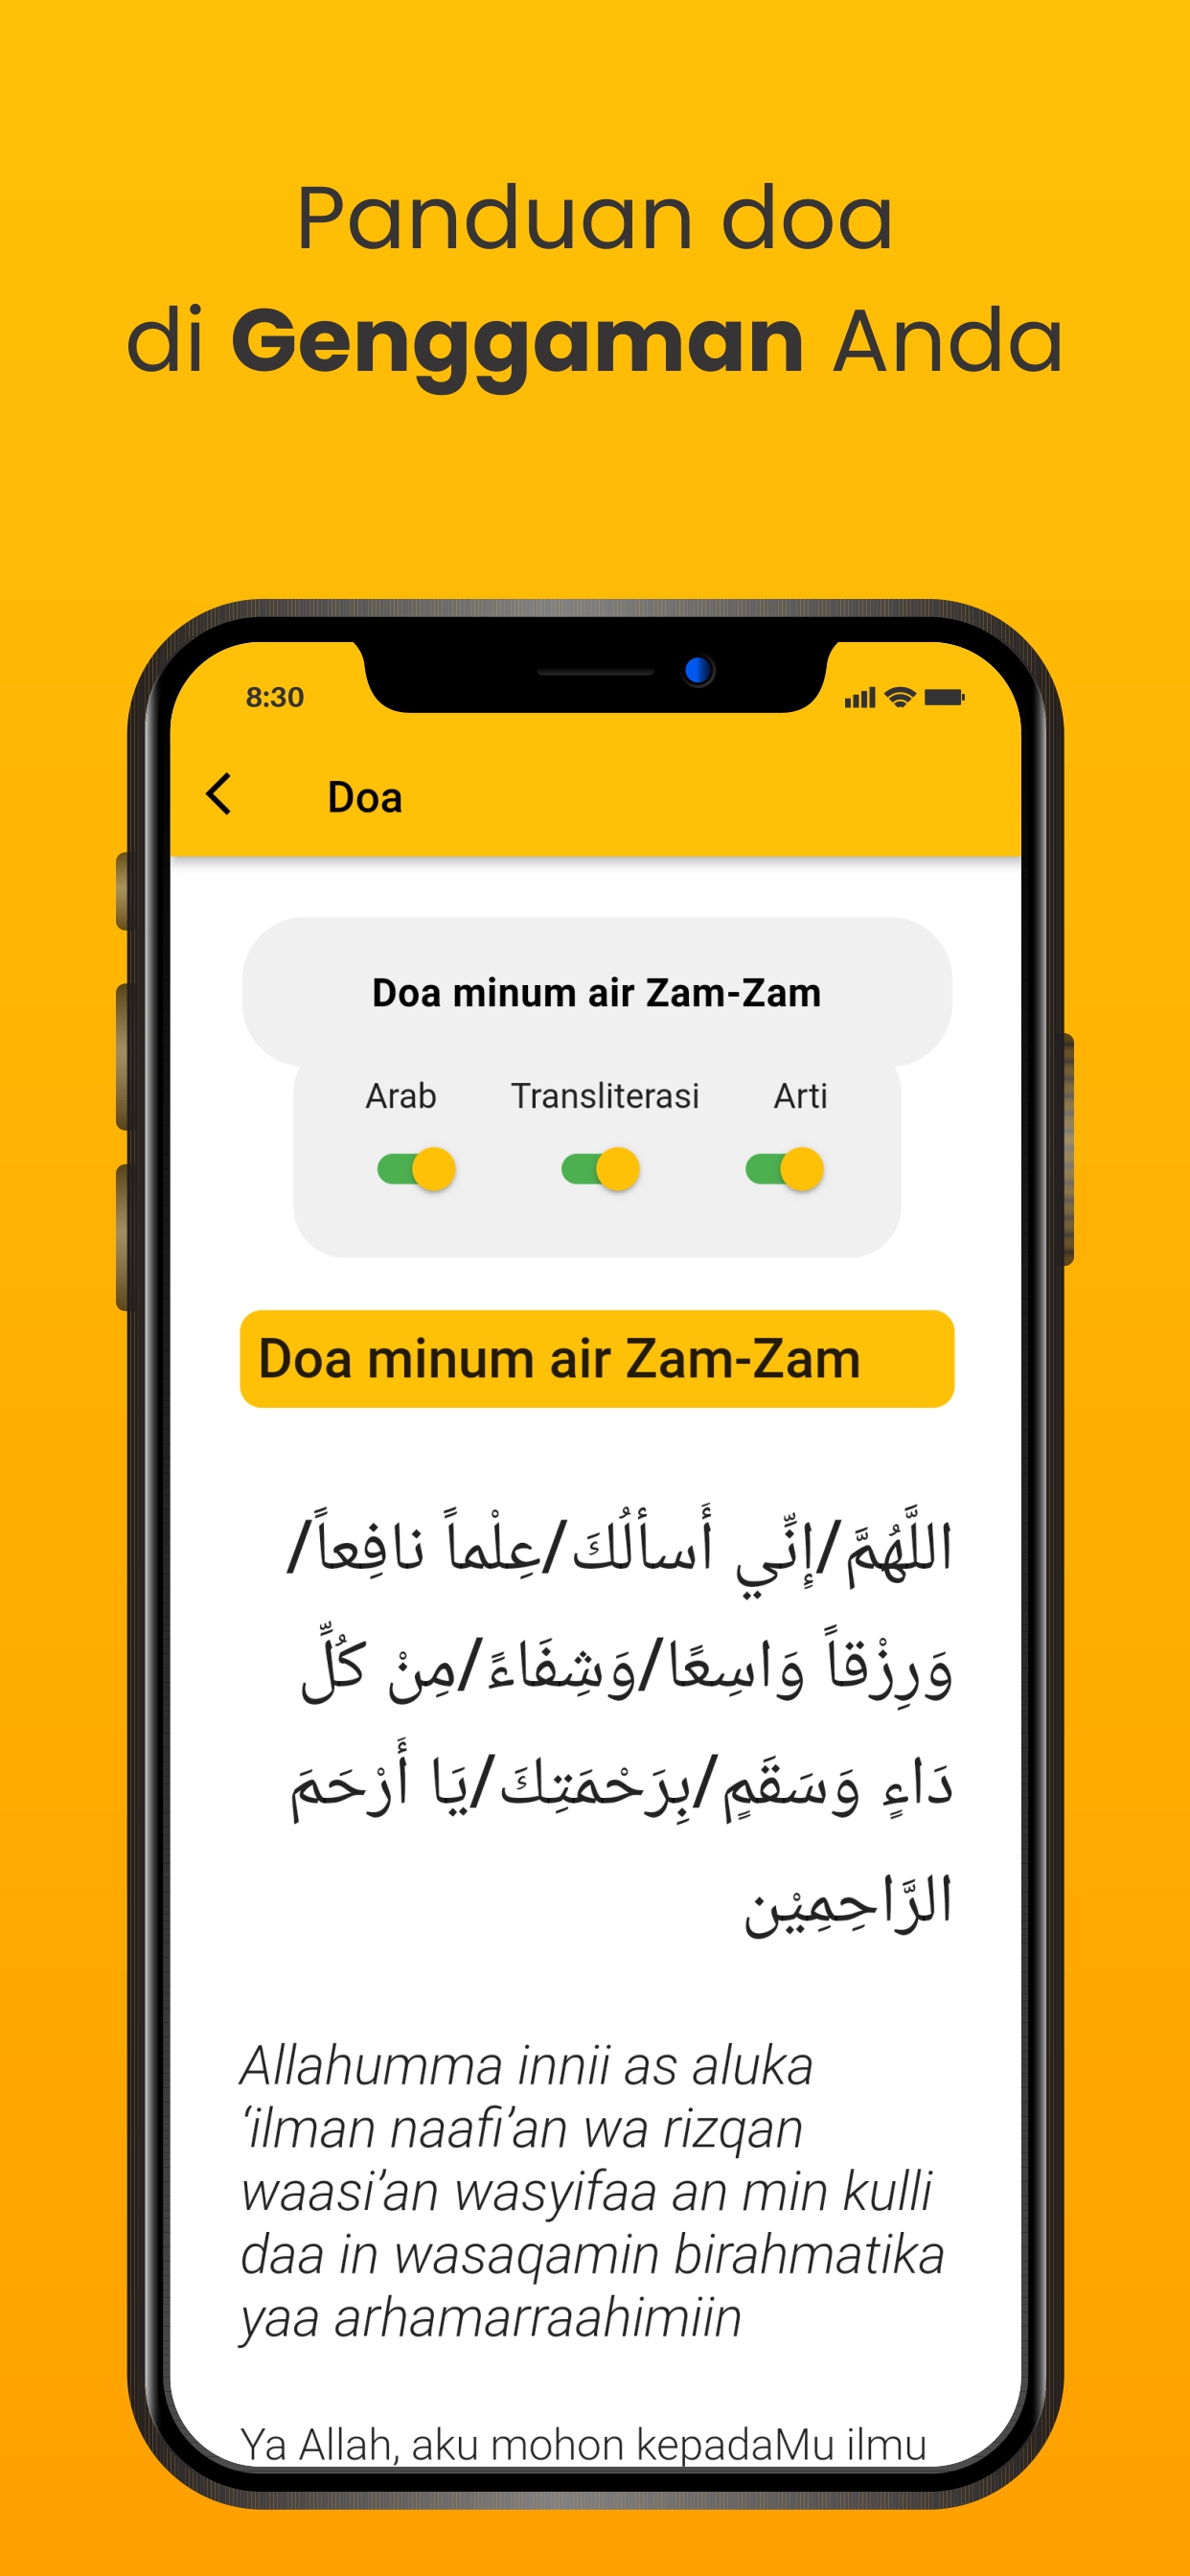 Panduan doa
di Genggaman Anda
8:30
Doa
Doa minum air Zam-Zam
Arab Transliterasi Arti
Doa minum air Zam-Zam
اللَّهُمَّ/إِنِّي أَسأَلُكَ/عِلْماً نافِعاً/
وَرِزْقاً وَاسِعًا/وَشِفَاءً/مِنْ كُلِّ
دَاءٍ وَسَقَمٍ/بِرَحْمَتِكَ/يَا أَرْحَمَ
الرَّاحِمِيْن
Allahumma innii as aluka
‘ilman naafi’an wa rizqan
waasi’an wasyifaa an min kulli
daa in wasaqamin birahmatika
yaa arhamarraahimiin
Ya Allah, aku mohon kepadaMu ilmu